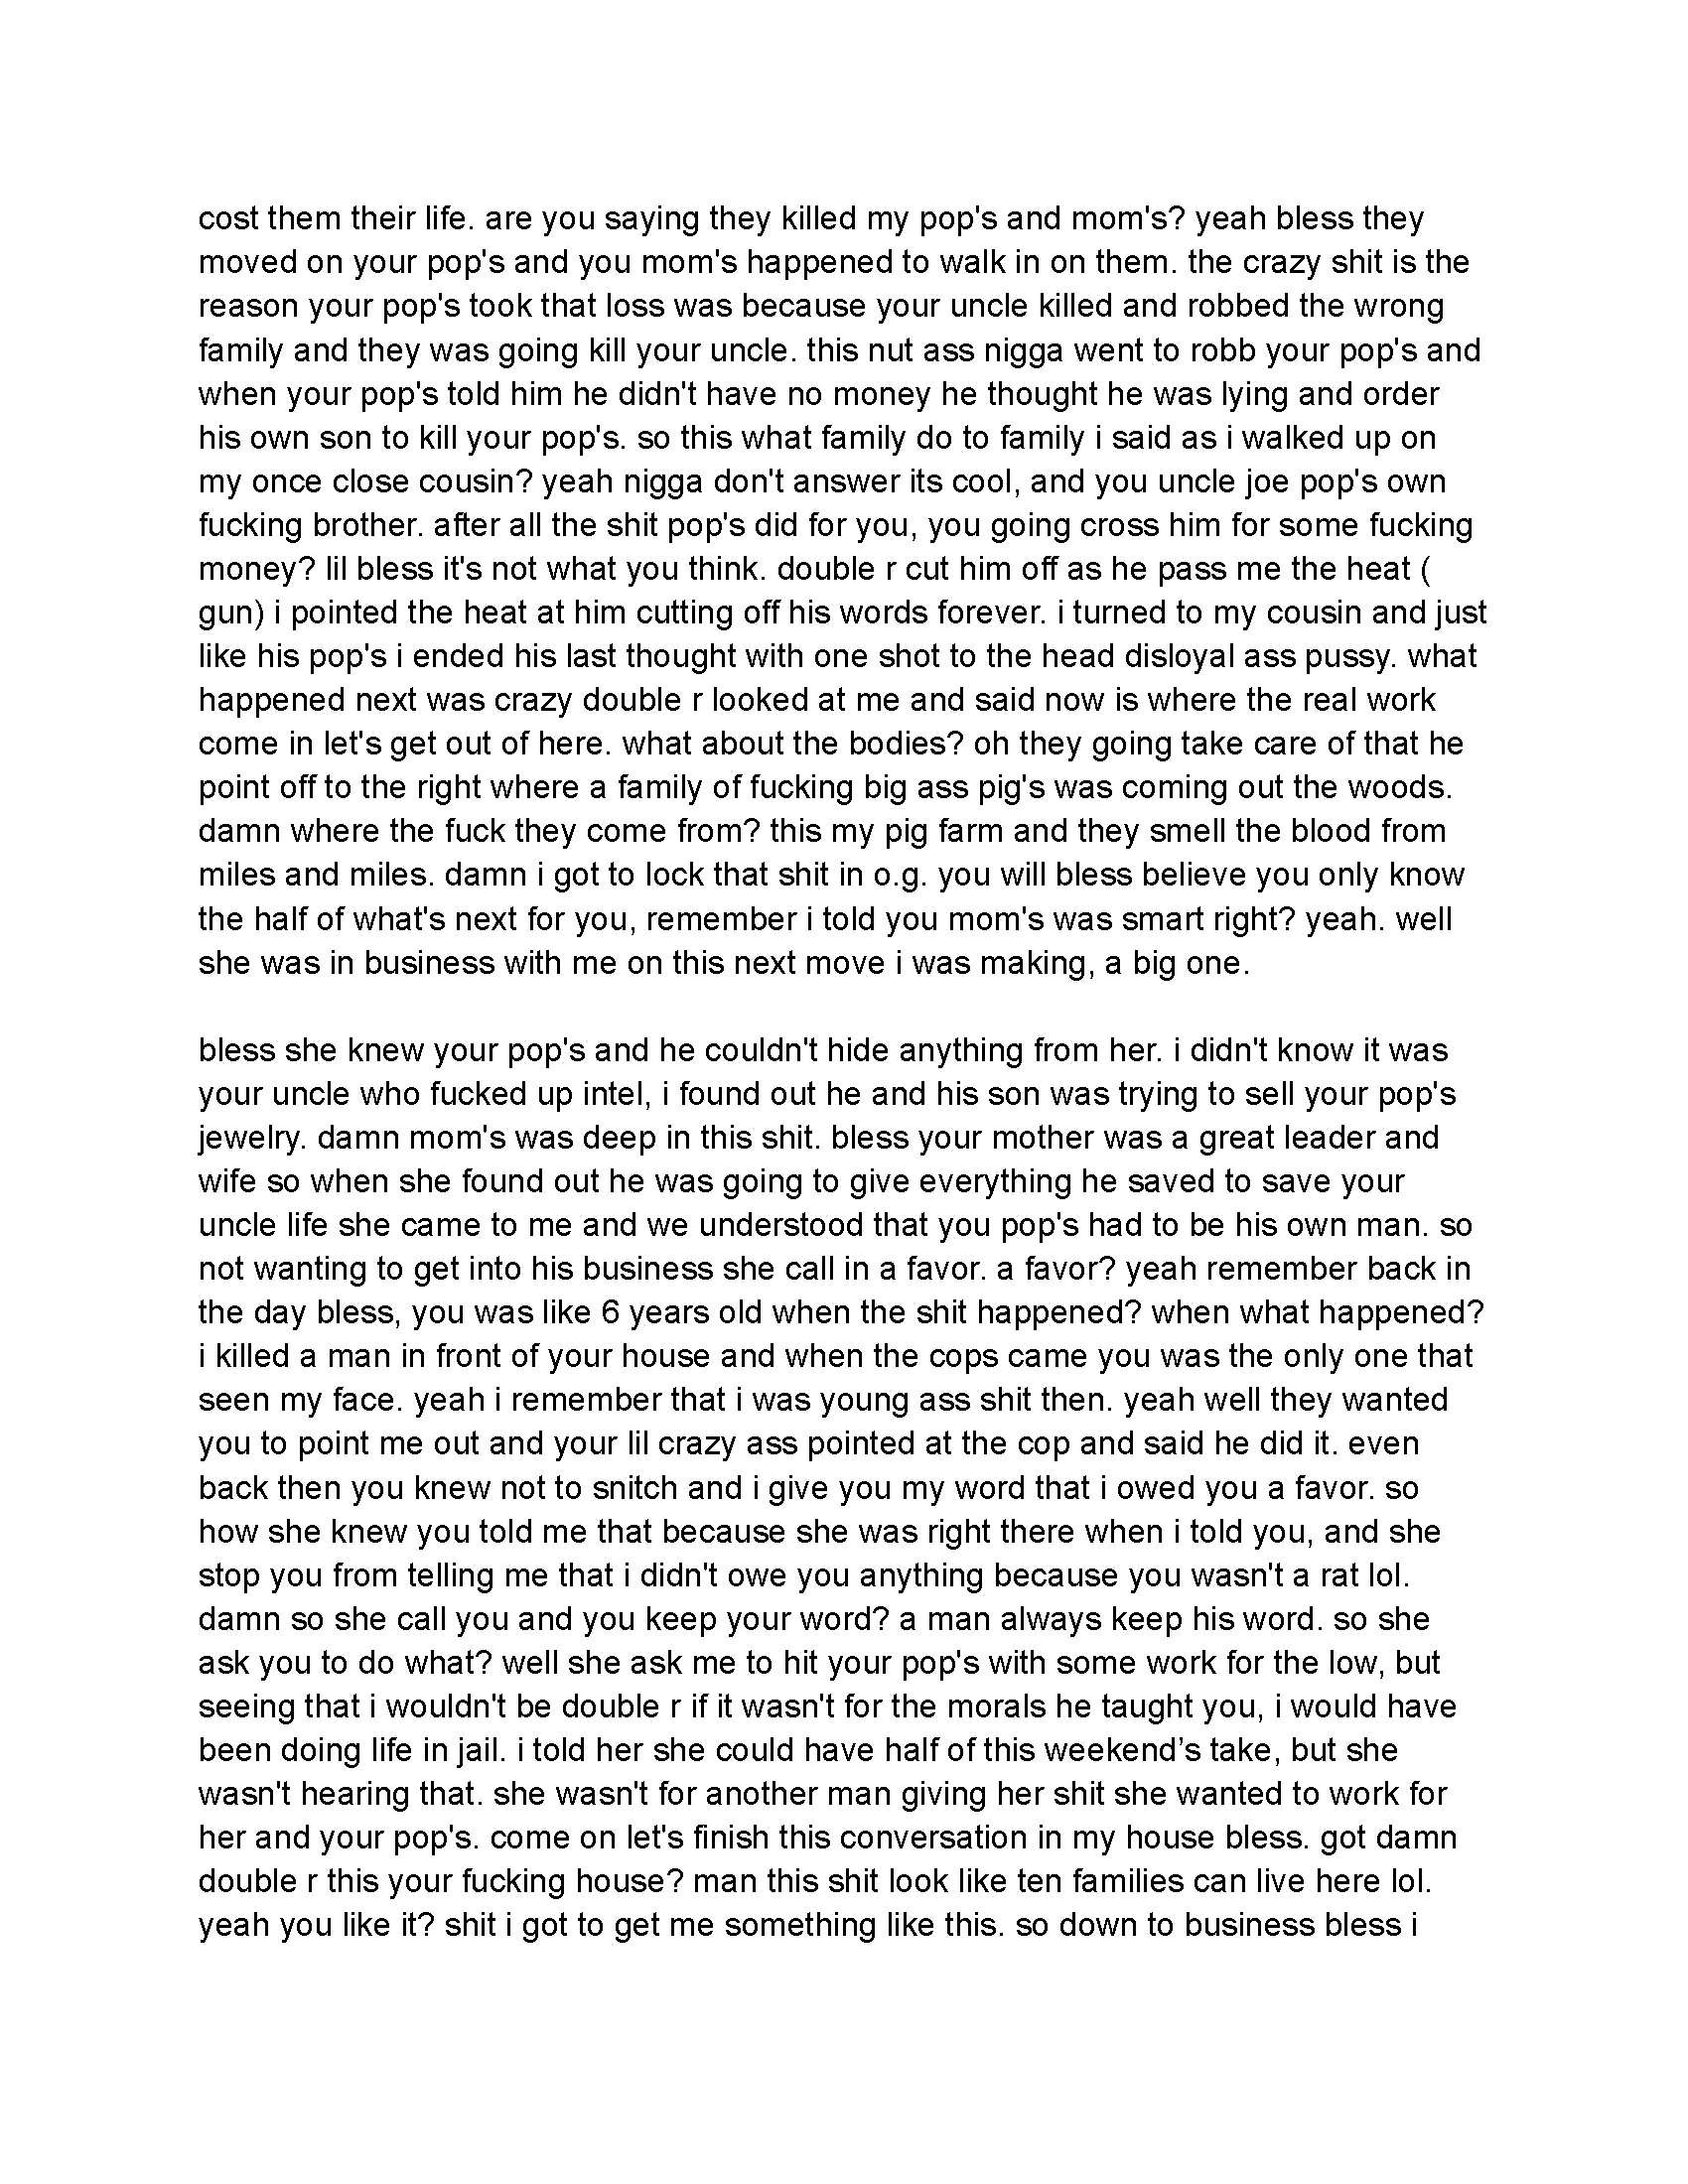 cost them their life. are you saying they killed my pop's and mom's? yeah bless they
moved on your pop's and you mom's happened to walk in on them. the crazy shit is the
reason your pop's took that loss was because your uncle killed and robbed the wrong
family and they was going kill your uncle. this nut ass nigga went to robb your pop's and
when your pop's told him he didn't have no money he thought he was lying and order
his own son to kill your pop's. so this what family do to family i said as i walked up on
my once close cousin? yeah nigga don't answer its cool, and you uncle joe pop's own
fucking brother. after all the shit pop's did for you, you going cross him for some fucking
money? lil bless it's not what you think. double r cut him off as he pass me the heat (
gun) i pointed the heat at him cutting off his words forever. i turned to my cousin and just
like his pop's i ended his last thought with one shot to the head disloyal ass pussy. what
happened next was crazy double r looked at me and said now is where the real work
come in let's get out of here. what about the bodies? oh they going take care of that he
point off to the right where a family of fucking big ass pig's was coming out the woods.
damn where the fuck they come from? this my pig farm and they smell the blood from
miles and miles. damn i got to lock that shit in o.g. you will bless believe you only know
the half of what's next for you, remember i told you mom's was smart right? yeah. well
she was in business with me on this next move i was making, a big one.
bless she knew your pop's and he couldn't hide anything from her. i didn't know it was
your uncle who fucked up intel, i found out he and his son was trying to sell your pop's
jewelry. damn mom's was deep in this shit. bless your mother was a great leader and
wife so when she found out he was going to give everything he saved to save your
uncle life she came to me and we understood that you pop's had to be his own man. so
not wanting to get into his business she call in a favor. a favor? yeah remember back in
the day bless, you was like 6 years old when the shit happened? when what happened?
i killed a man in front of your house and when the cops came you was the only one that
seen my face. yeah i remember that i was young ass shit then. yeah well they wanted
you to point me out and your lil crazy ass pointed at the cop and said he did it. even
back then you knew not to snitch and i give you my word that i owed you a favor. so
how she knew you told me that because she was right there when i told you, and she
stop you from telling me that i didn't owe you anything because you wasn't a rat lol.
damn so she call you and you keep your word? a man always keep his word. so she
ask you to do what? well she ask me to hit your pop's with some work for the low, but
seeing that i wouldn't be double r if it wasn't for the morals he taught you, i would have
been doing life in jail. i told her she could have half of this weekend’s take, but she
wasn't hearing that. she wasn't for another man giving her shit she wanted to work for
her and your pop's. come on let's finish this conversation in my house bless. got damn
double r this your fucking house? man this shit look like ten families can live here lol.
yeah you like it? shit i got to get me something like this. so down to business bless i